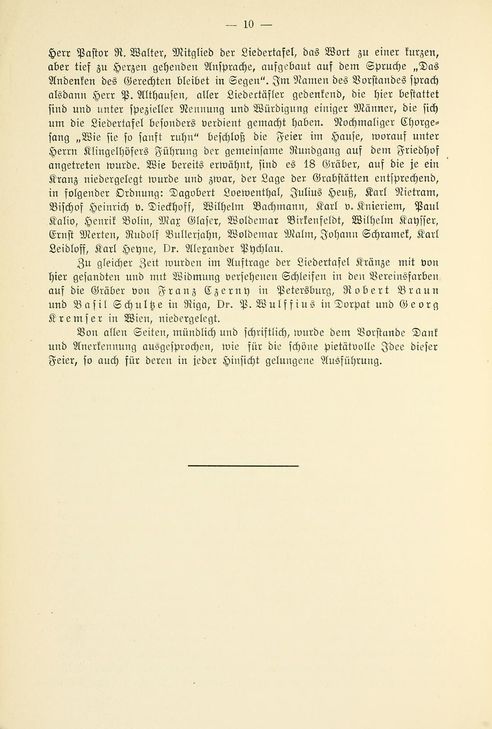 — 10 —
Herr Pastor R. Walter, Mitglied der Liedertafel, das Wort zu einer kurzen,
aber tief zu Herzen gehenden Ansprache, aufgebaut auf dem Spruche „Das
Andenken des Gerechten bleibet in Segen“. Im Namen des Vorstandes sprach
alsdann Herr P. Althausen, aller Liedertäfler gedenkend, die hier bestattet
sind und unter spezieller Nennung und Würdigung einiger Männer, die sich
um die Liedertafel besonders verdient gemacht haben. Nochmaliger Chorge-
sang „Wie sie so sanft ruhn“ beschloß die Feier im Hause, worauf unter
Herrn Klingelhöfers Führung der gemeinsame Rundgang auf dem Friedhof
angetreten wurde. Wie bereits erwähnt, sind es 18 Gräber, auf die je ein
Kranz niedergelegt wurde und zwar, der Lage der Grabstätten entsprechend,
in folgender Ordnung: Dagobert Loewenthal, Julius Heuß, Karl Rietram,
Bischof Heinrich v. Dieckhoff, Wilhelm Bachmann, Karl v. Knieriem, Paul
Kalio, Henrik Bolin, Max Glaser, Woldemar Birkenfeldt, Wilhelm Kaysser,
Ernst Merten, Rudolf Bullerjahn, Woldemar Malm, Johann Schramek, Karl
Leibloff, Karl Heyne, Dr. Alexander Pychlau.
Zu gleicher Zeit wurden im Auftrage der Liedertafel Kränze mit von
hier gesandten und mit Widmung versehenen Schleifen in den Vereinsfarben
auf die Gräber von Franz Czerny in Petersburg, Robert Braun
und Basil Schultze in Riga, Dr. P. Wulffius in Dorpat und Georg
Kremser in Wien, niedergelegt.
Von allen Seiten, mündlich und schriftlich, wurde dem Vorstande Dank
und Anerkennung ausgesprochen, wie für die schöne pietätvolle Idee dieser
Feier, so auch für deren in jeder Hinsicht gelungene Ausführung.